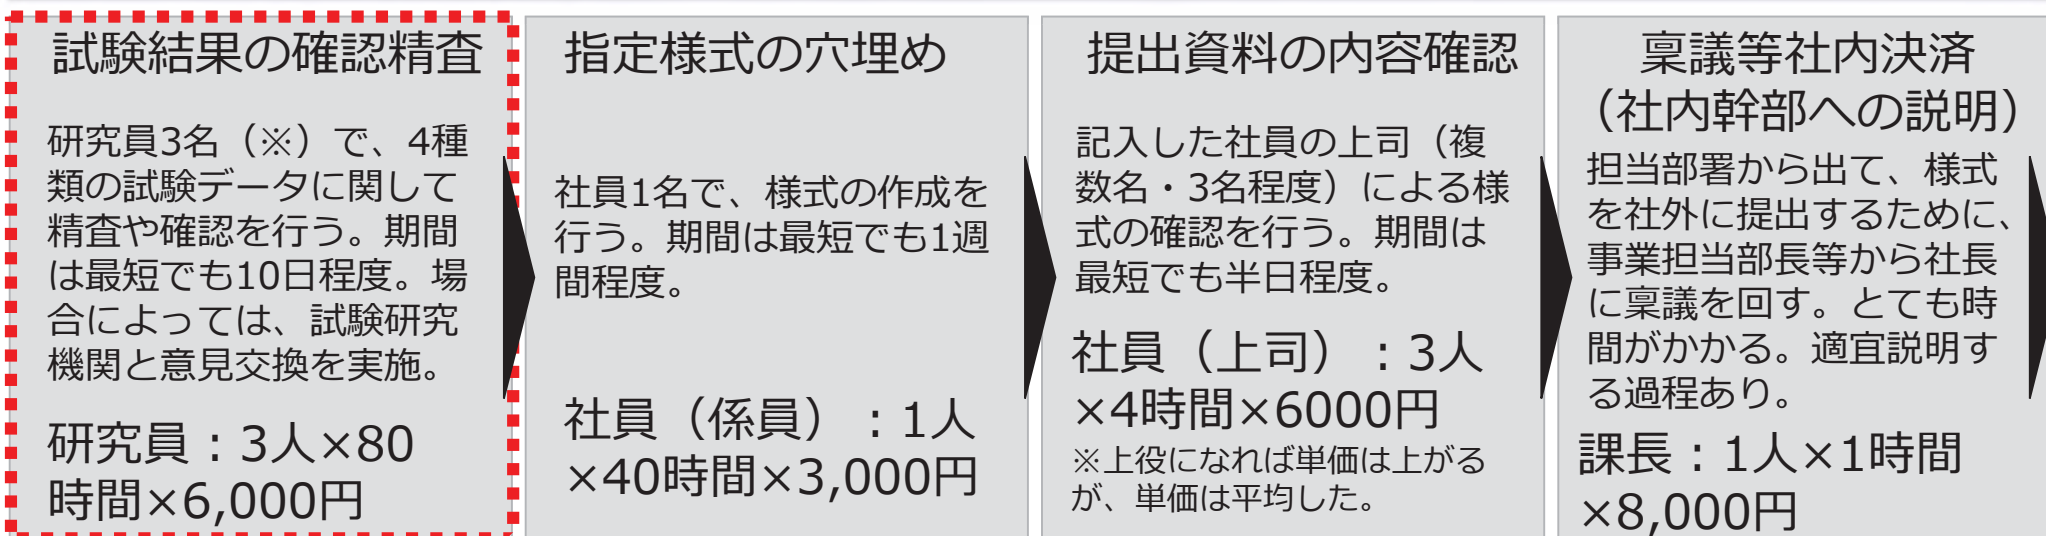 試験結果の確認精査
研究員3名（※）で、4種
類の試験データに関して
精査や確認を行う。期間
は最短でも10日程度。場
合によっては、試験研究
機関と意見交換を実施。
研究員：3人×80
時間×6,000円
指定様式の穴埋め
社員1名で、様式の作成を
行う。期間は最短でも1週
間程度。
社員（係員）：1人
×40時間×3,000円
提出資料の内容確認
記入した社員の上司（複
数名・3名程度）による様
式の確認を行う。期間は
最短でも半日程度。
社員（上司）：3人
×4時間×6000円
※上役になれば単価は上がる
が、単価は平均した。
稟議等社内決済
（社内幹部への説明）
担当部署から出て、様式
を社外に提出するために、
事業担当部長等から社長
に稟議を回す。とても時
間がかかる。適宜説明す
る過程あり。
課長：1人×1時間
×8,000円